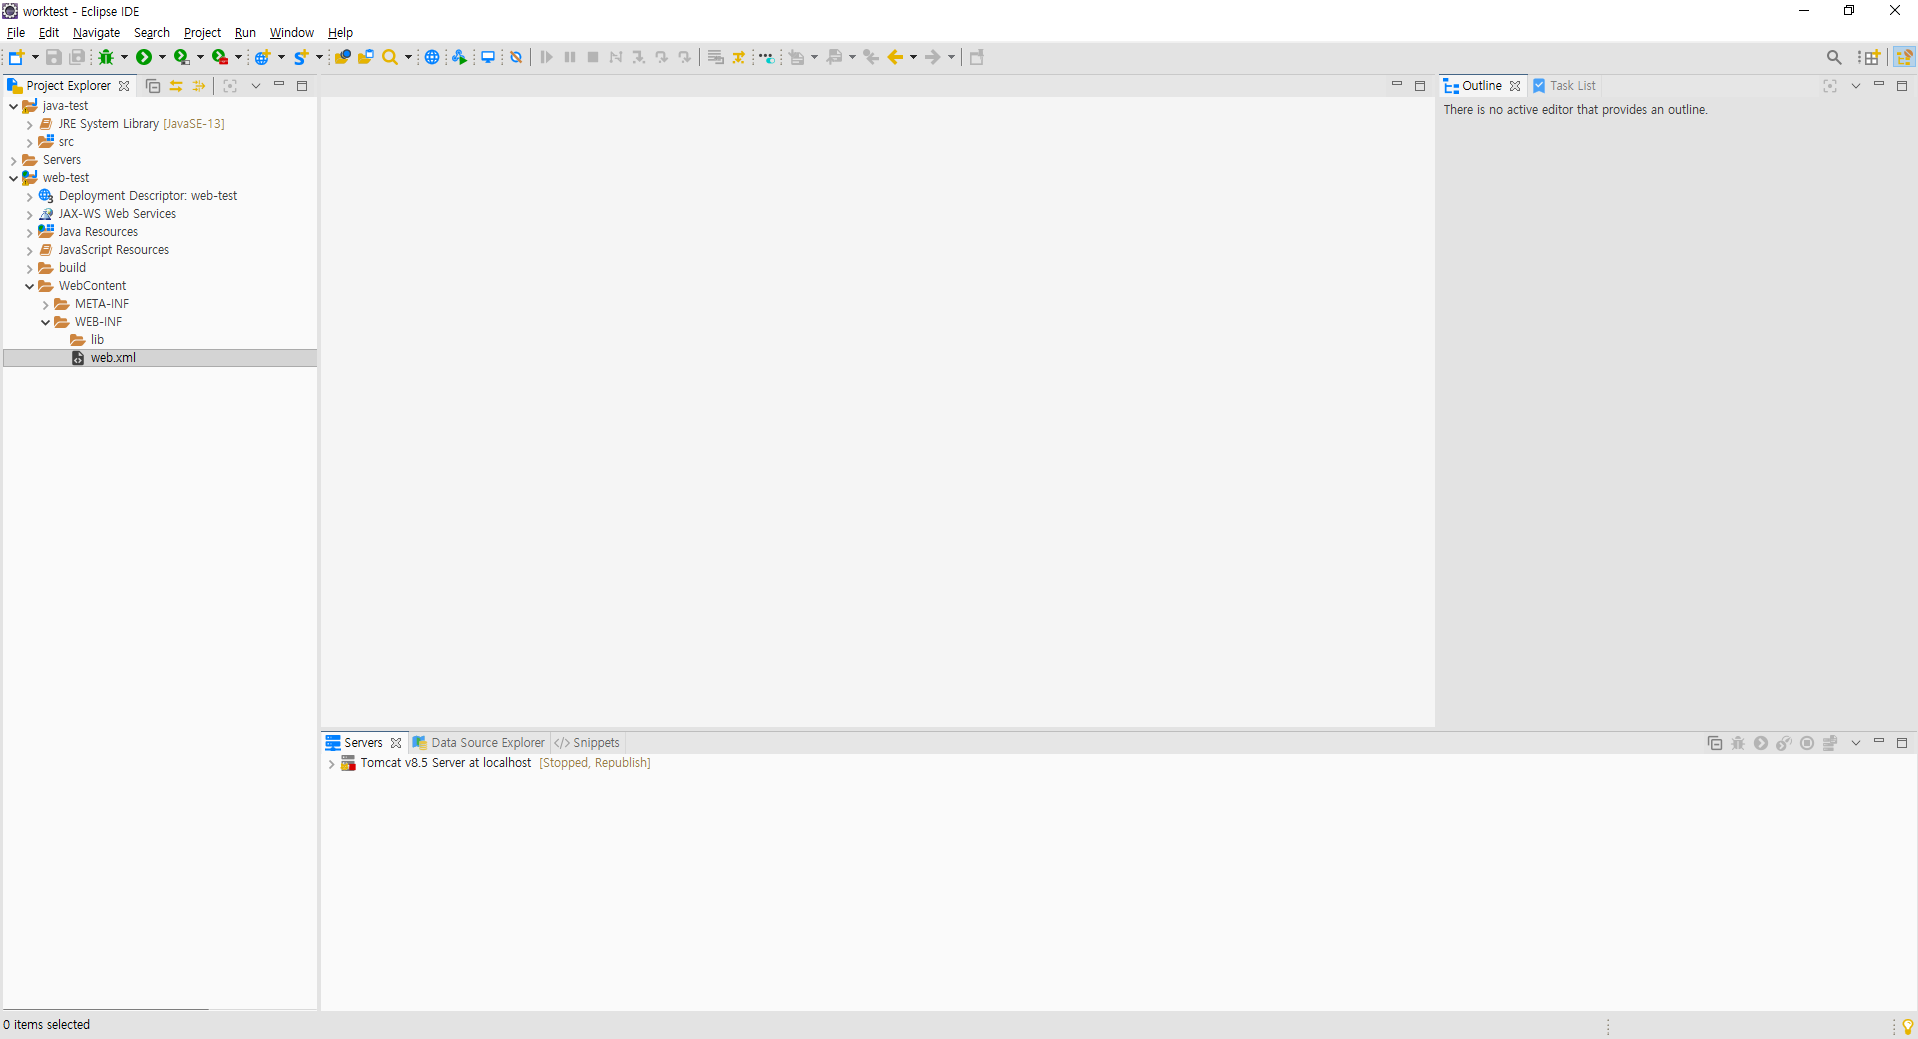 worktest - Eclipse IDE
File Edit Navigate Search Project Run Window Help
Project Explorer
java-test
JRE System Library [JavaSE-13]
src
Servers
web-test
Deployment Descriptor: web-test
JAX-WS Web Services
Java Resources
JavaScript Resources
build
WebContent
META-INF
WEB-INF
lib
web.xml
Outline Task List
There is no active editor that provides an outline.
Servers Data Source Explorer Snippets
Tomcat v8.5 Server at localhost [Stopped, Republish]
0 items selected